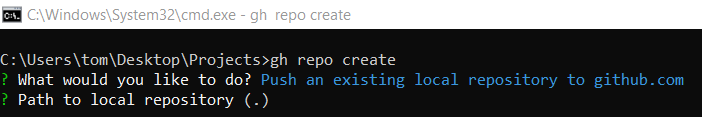 C:\Windows\System32\cmd.exe - gh  repo create
C:\Users\tom\Desktop\Projects>gh repo create
? What would you like to do? Push an existing local repository to github.com
? Path to local repository (.)